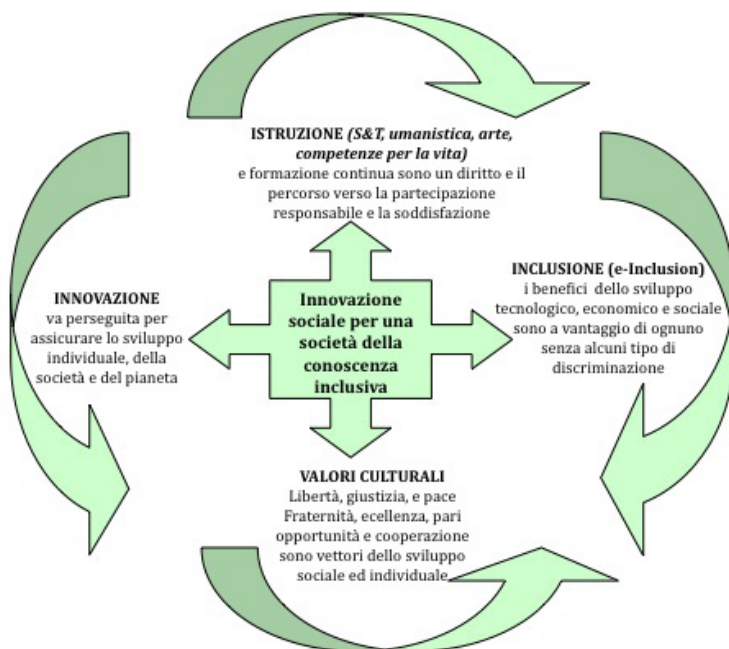 ISTRUZIONE (S&T, umanistica, arte,
competenze per la vita)
e formazione continua sono un diritto e il
percorso verso la partecipazione
responsabile e la soddisfazione
INNOVAZIONE
va perseguita per
assicurare lo sviluppo
individuale, della
società e del pianeta
Innovazione
sociale per una
società della
conoscenza
inclusiva
INCLUSIONE (e-Inclusion)
i benefici dello sviluppo
tecnologico, economico e sociale
sono a vantaggio di ognuno
senza alcuni tipo di
discriminazione
VALORI CULTURALI
Libertà, giustizia, e pace
Fraternità, ecellenza, pari
opportunità e cooperazione
sono vettori dello sviluppo
sociale ed individuale